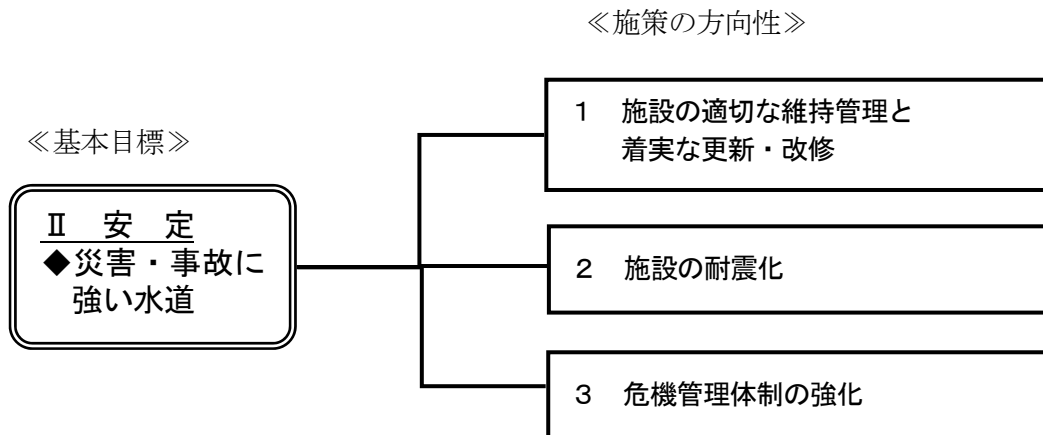 ≪施策の方向性≫
≪基本目標≫
Ⅱ　安　定
◆災害・事故に
強い水道
１　施設の適切な維持管理と
着実な更新・改修
２　施設の耐震化
３　危機管理体制の強化